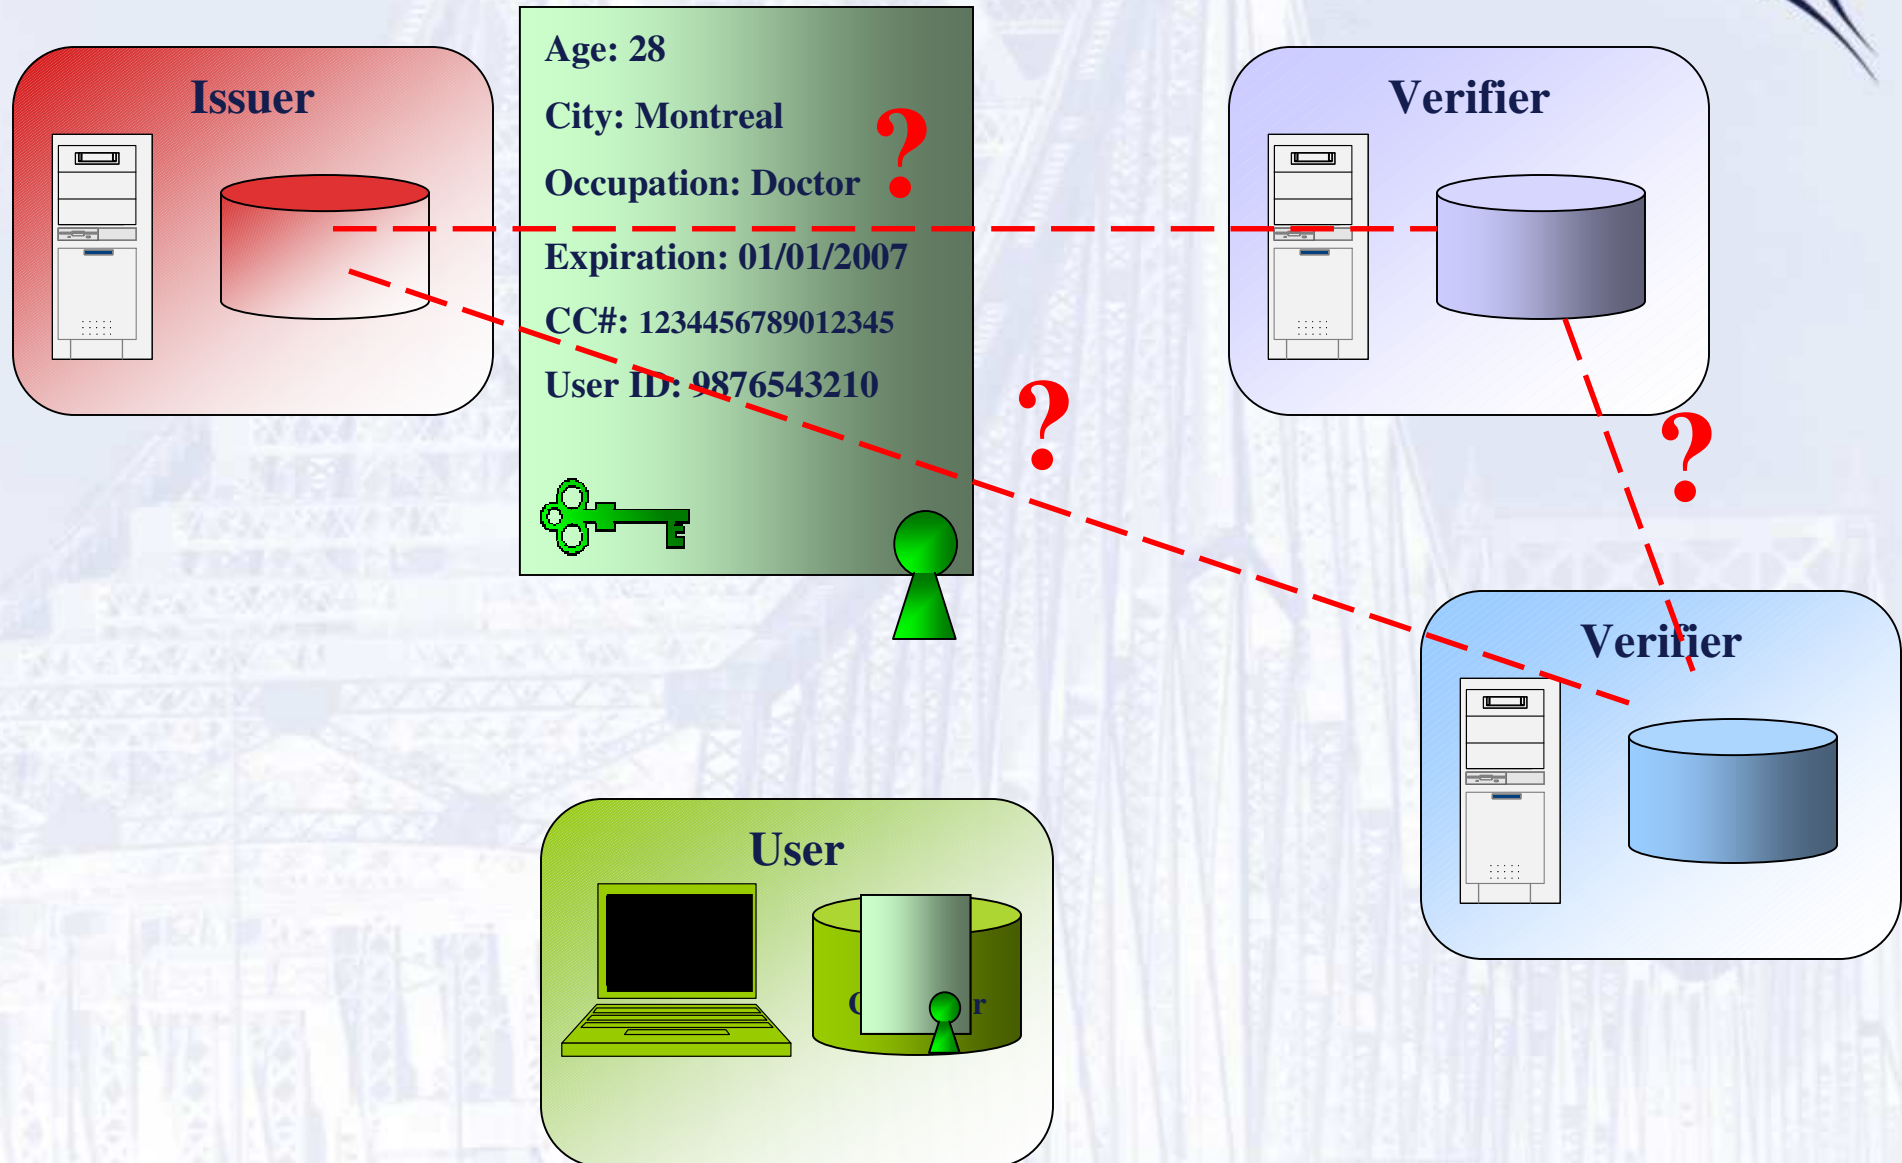 Issuer
Age: 28
City: Montreal
?
Occupation: Doctor
Expiration: 01/01/2007
CC#: 1234456789012345
User ID: 9876543210
Verifier
?
?
Verifier
User